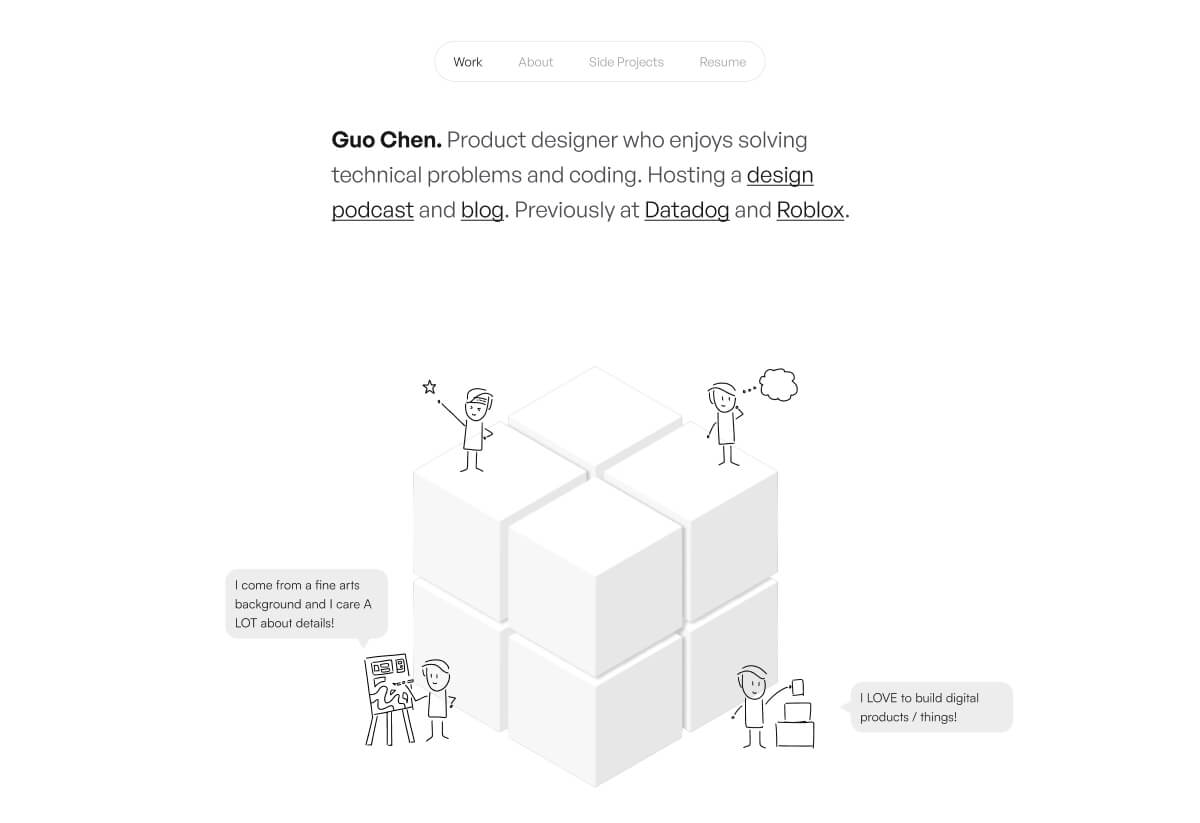 Work About Side Projects Resume
Guo Chen. Product designer who enjoys solving
technical problems and coding. Hosting a design
podcast and blog. Previously at Datadog and Roblox.
I come from a fine arts
background and I care A
LOT about details!
I LOVE to build digital
products / things!